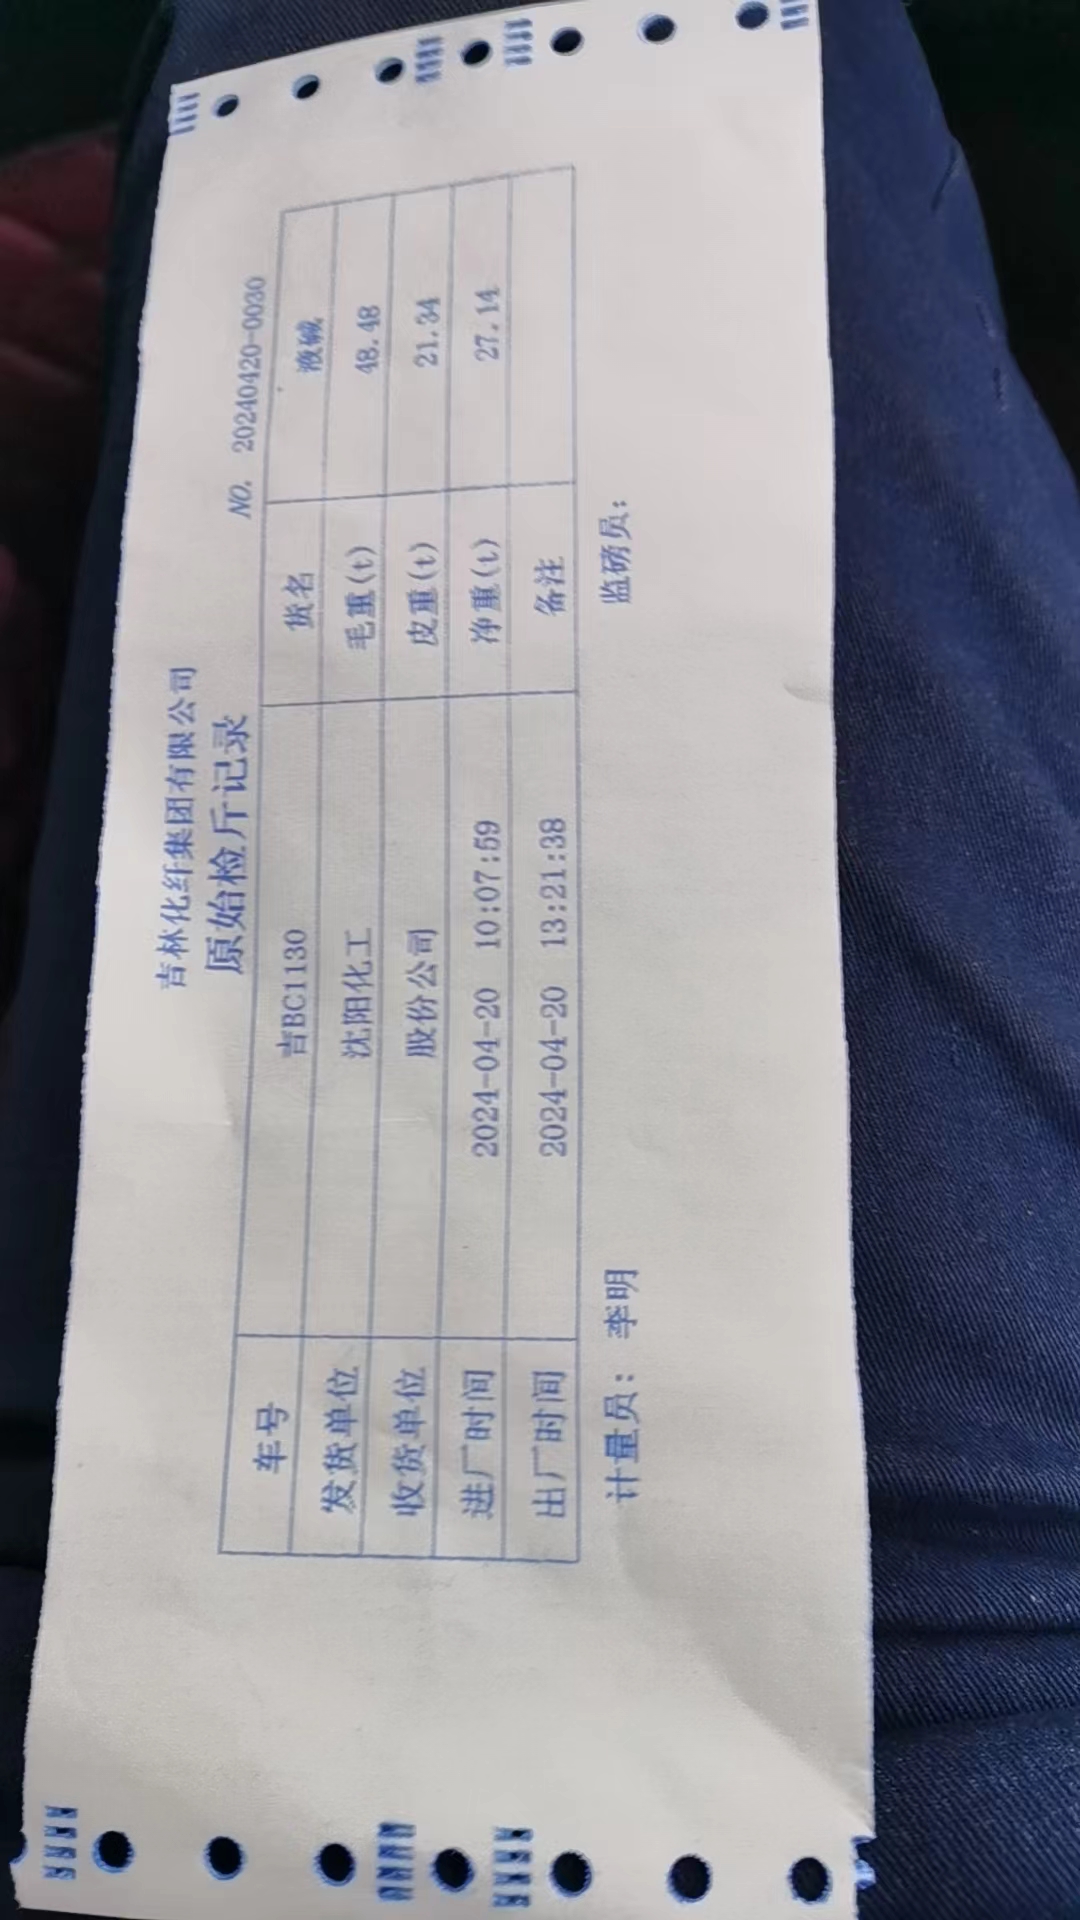 吉林化纤集团有限公司
原始检斤记录
NO. 20240420-0030
车号 吉BC1130 货名 液碱
发货单位 沈阳化工 毛重(t) 48.48
收货单位 股份公司 皮重(t) 21.34
进厂时间 2024-04-20 10:07:59 净重(t) 27.14
出厂时间 2024-04-20 13:21:38 备注
计量员： 李明 监磅员：